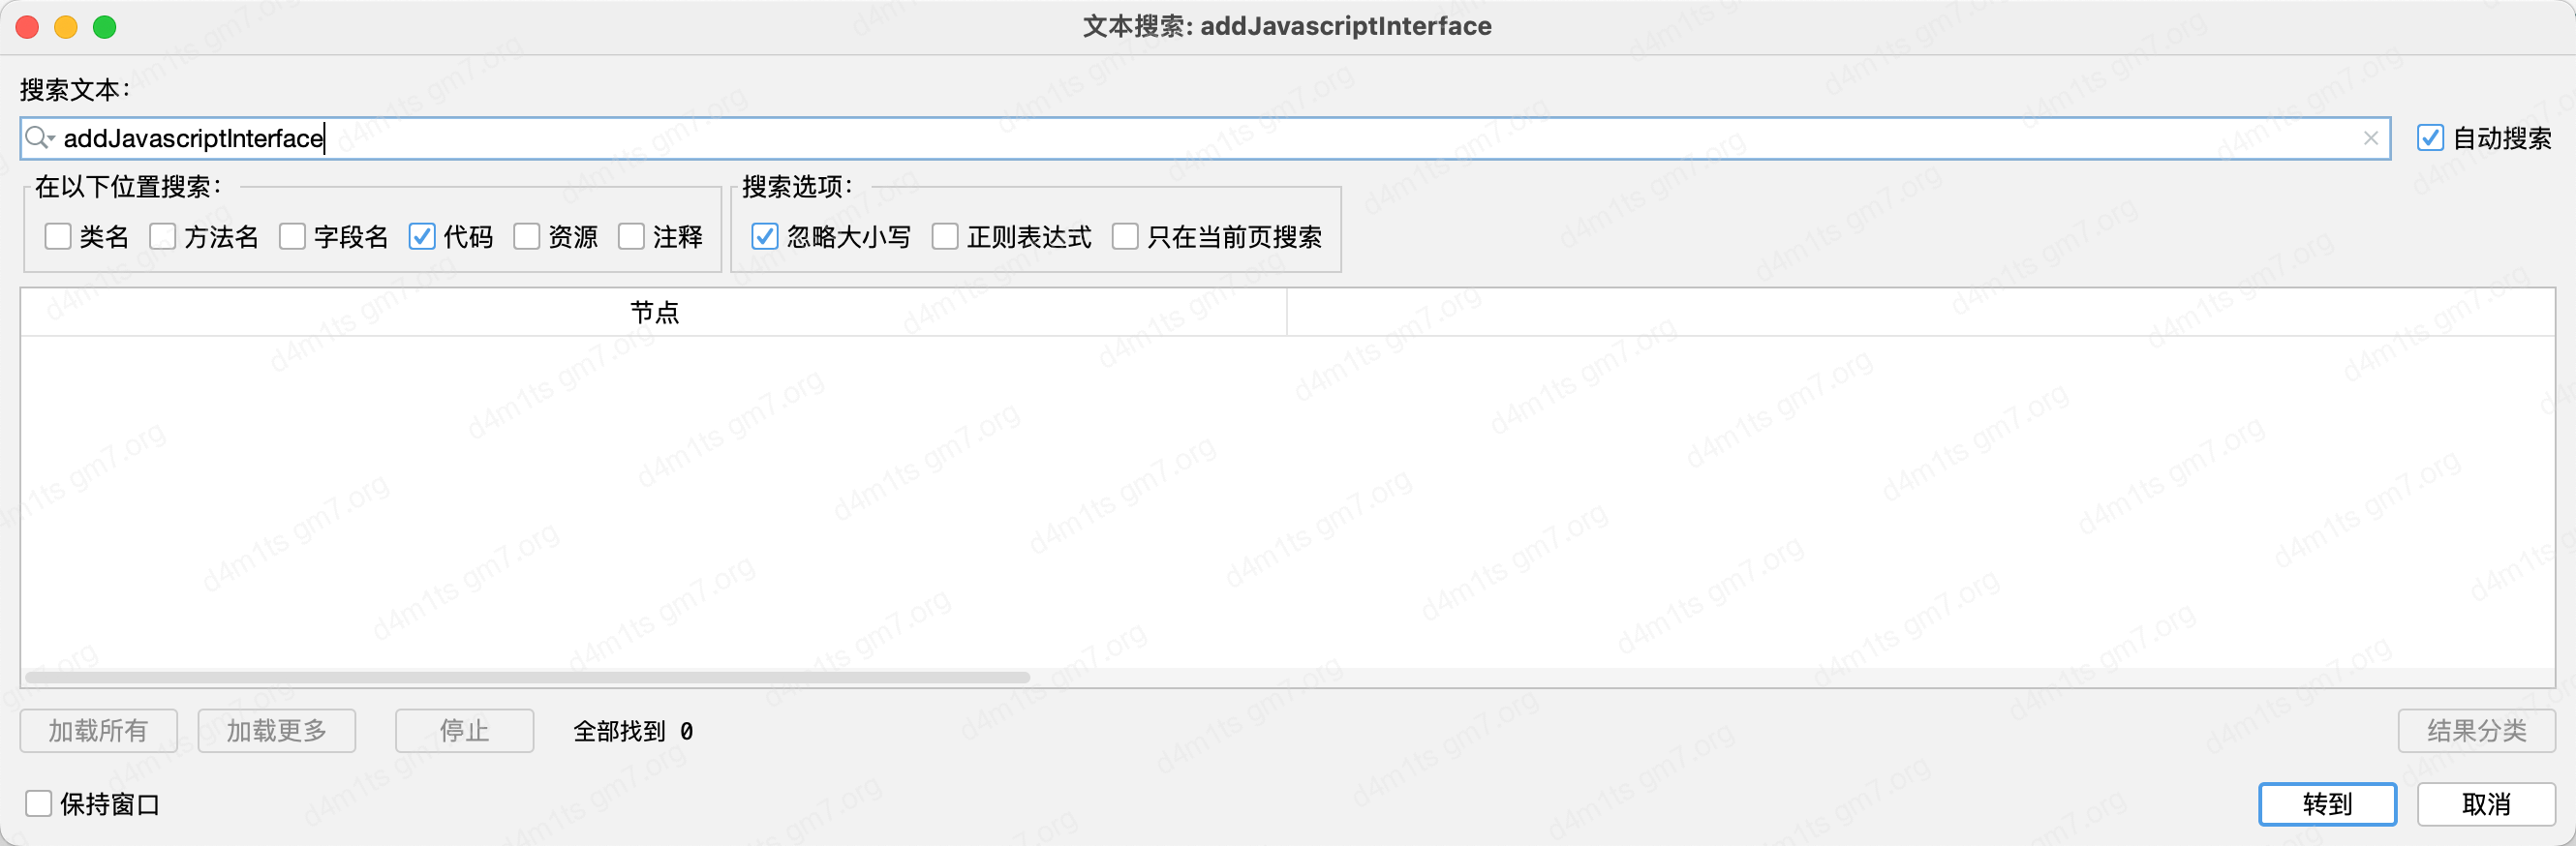 文本搜索: addJavascriptInterface
搜索文本：
addJavascriptInterface
自动搜索
在以下位置搜索：
类名 方法名 字段名 代码 资源 注释
搜索选项：
忽略大小写 正则表达式 只在当前页搜索
节点
加载所有 加载更多 停止 全部找到 0 结果分类
保持窗口 转到 取消
d4m1ts gm7.org